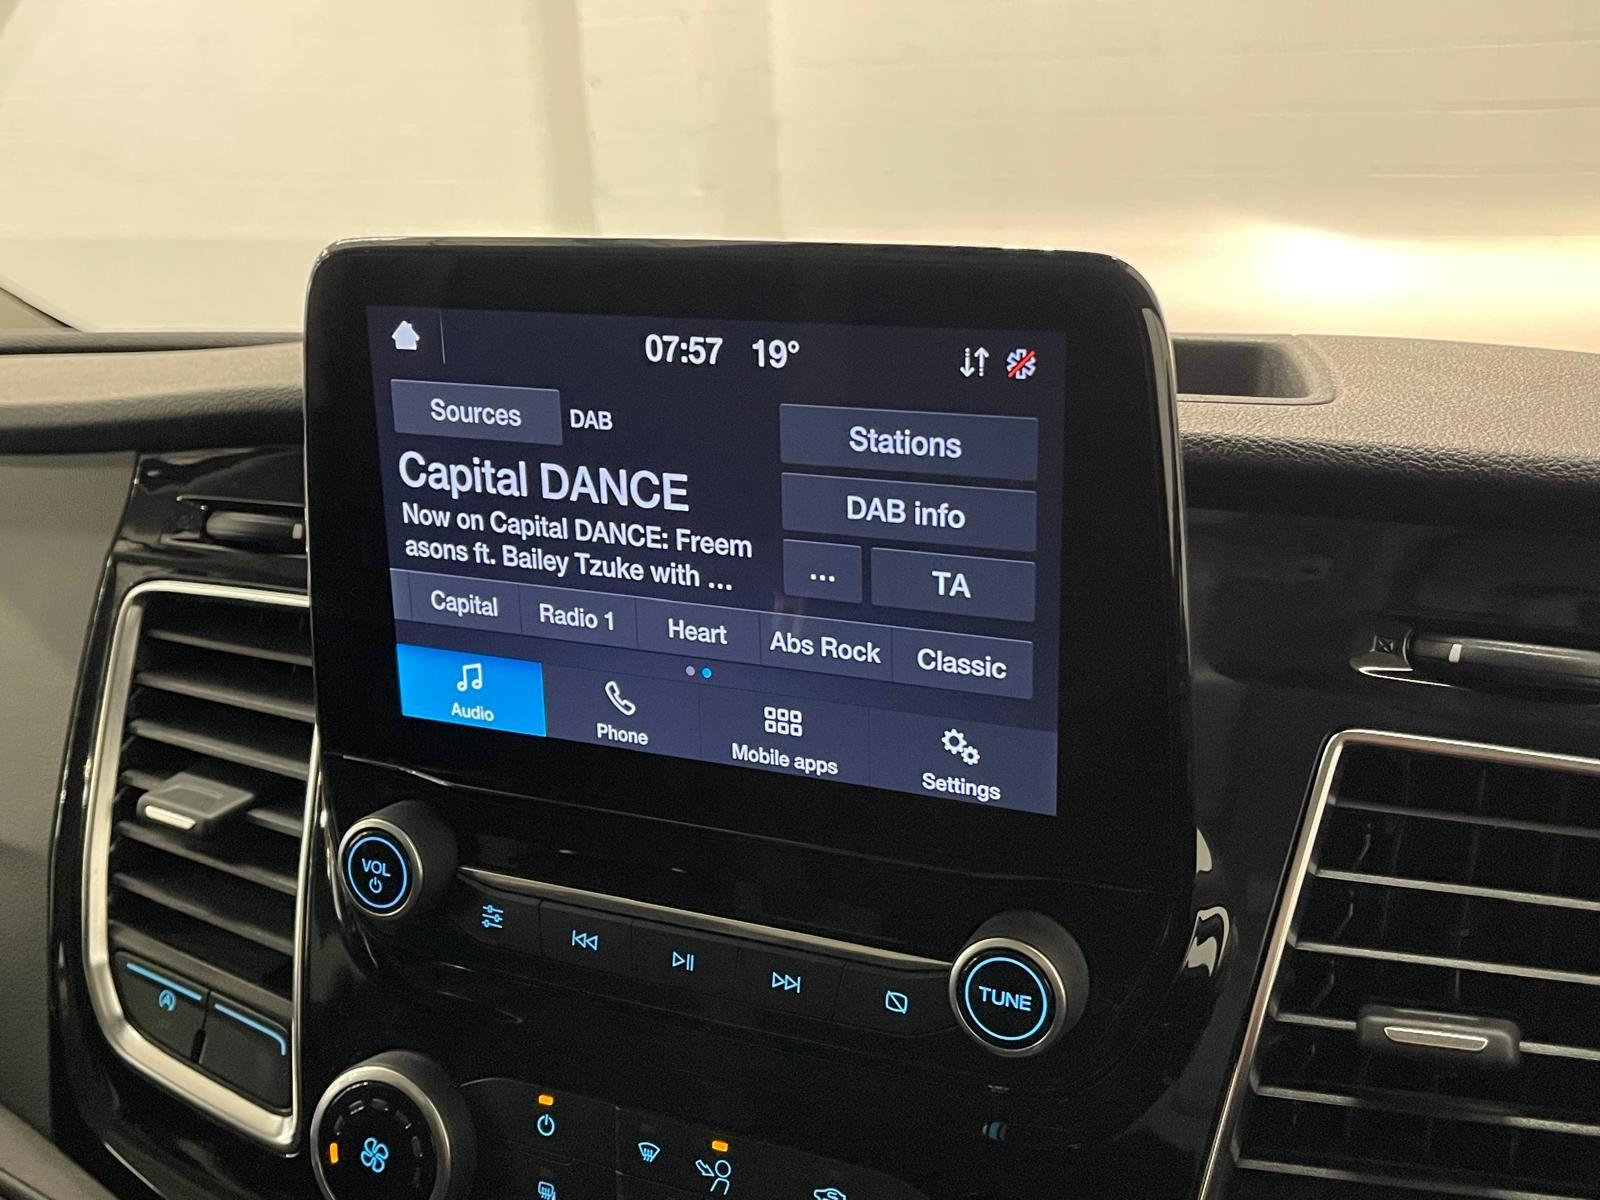 07:57 19°
Sources DAB
Stations
Capital DANCE
DAB info
Now on Capital DANCE: Freem
asons ft. Bailey Tzuke with ...
... TA
Capital Radio 1 Heart Abs Rock Classic
Audio Phone Mobile apps Settings
VOL
TUNE
A